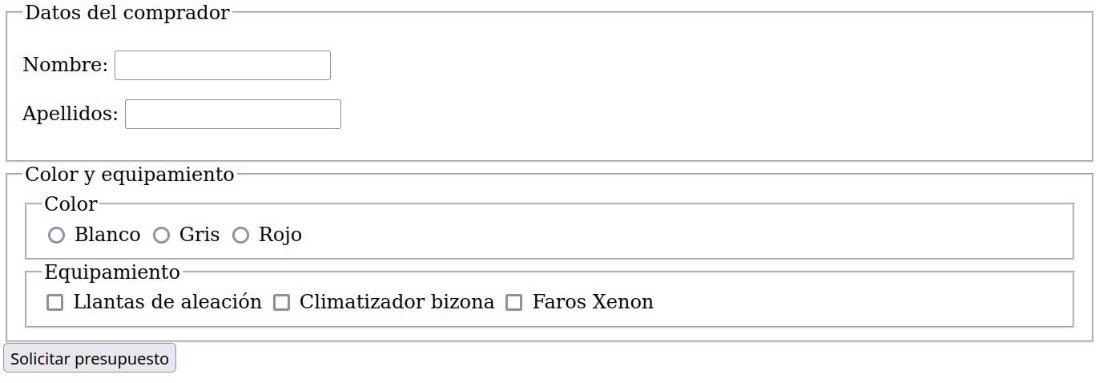 Datos del comprador
Nombre:
Apellidos:
Color y equipamiento
Color
Blanco Gris Rojo
Equipamiento
Llantas de aleación Climatizador bizona Faros Xenon
Solicitar presupuesto